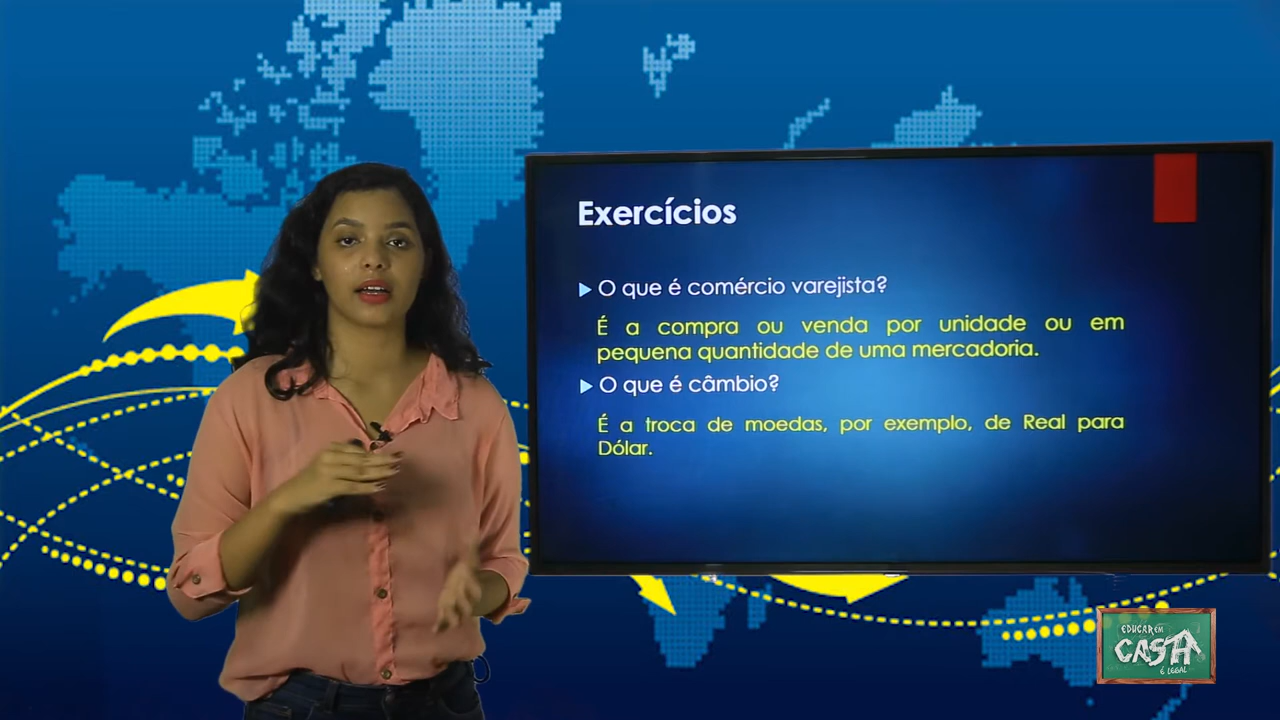 Exercícios
O que é comércio varejista?
É a compra ou venda por unidade ou em
pequena quantidade de uma mercadoria.
O que é câmbio?
É a troca de moedas, por exemplo, de Real para
Dólar.
EDUCAR EM
CASA
É LEGAL